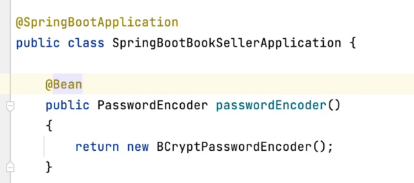 @SpringBootApplication
public class SpringBootBookSellerApplication {
@Bean
public PasswordEncoder passwordEncoder()
{
return new BCryptPasswordEncoder();
}